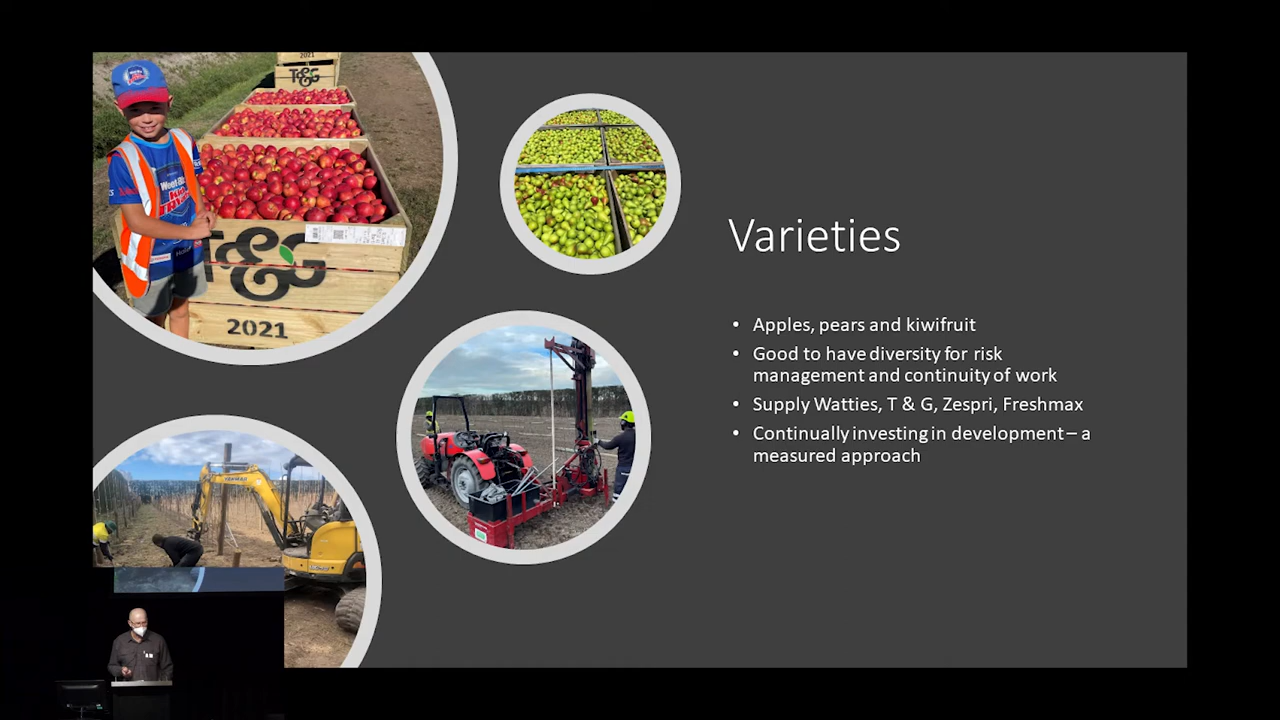 2021
T&G
T&G
2021
Varieties
• Apples, pears and kiwifruit
• Good to have diversity for risk
management and continuity of work
• Supply Watties, T & G, Zespri, Freshmax
• Continually investing in development – a
measured approach